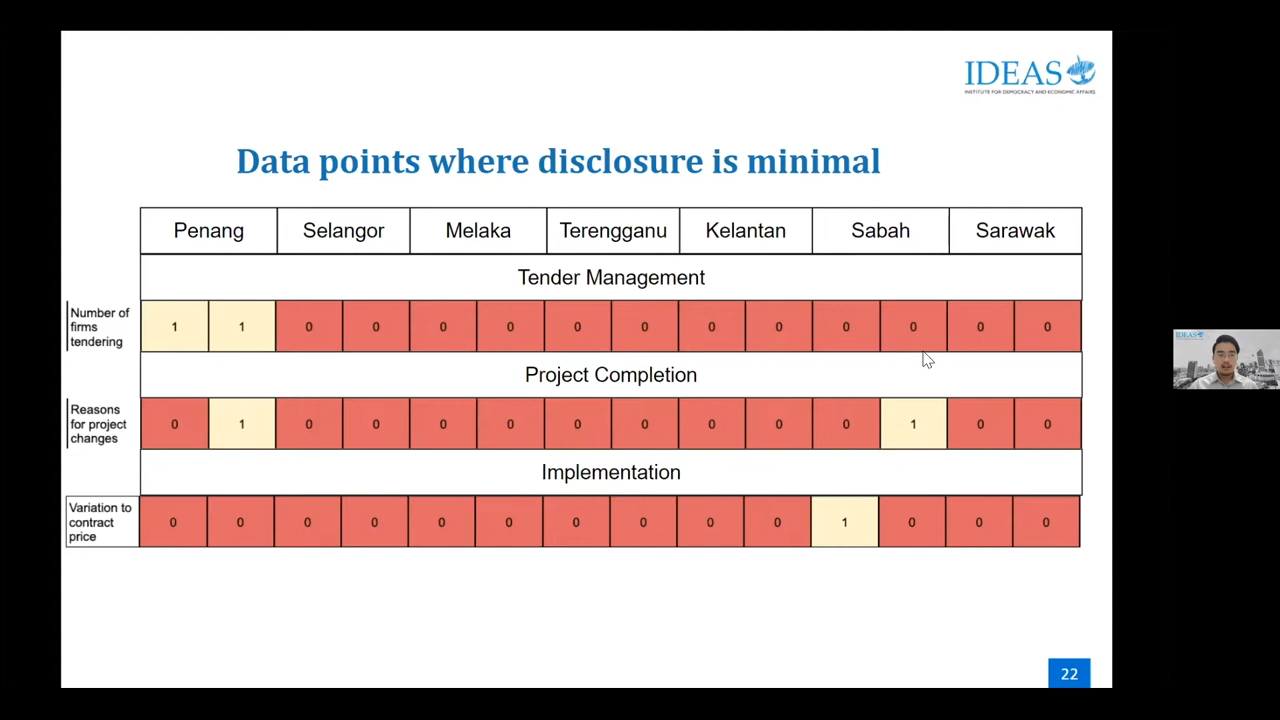 IDEAS
INSTITUTE FOR DEMOCRACY AND ECONOMIC AFFAIRS
Data points where disclosure is minimal
Penang Selangor Melaka Terengganu Kelantan Sabah Sarawak
Tender Management
Number of
firms
tendering
1 1 0 0 0 0 0 0 0 0 0 0 0 0
Project Completion
Reasons
for project
changes
0 1 0 0 0 0 0 0 0 0 0 1 0 0
Implementation
Variation to
contract
price
0 0 0 0 0 0 0 0 0 0 1 0 0 0
22
IDEAS